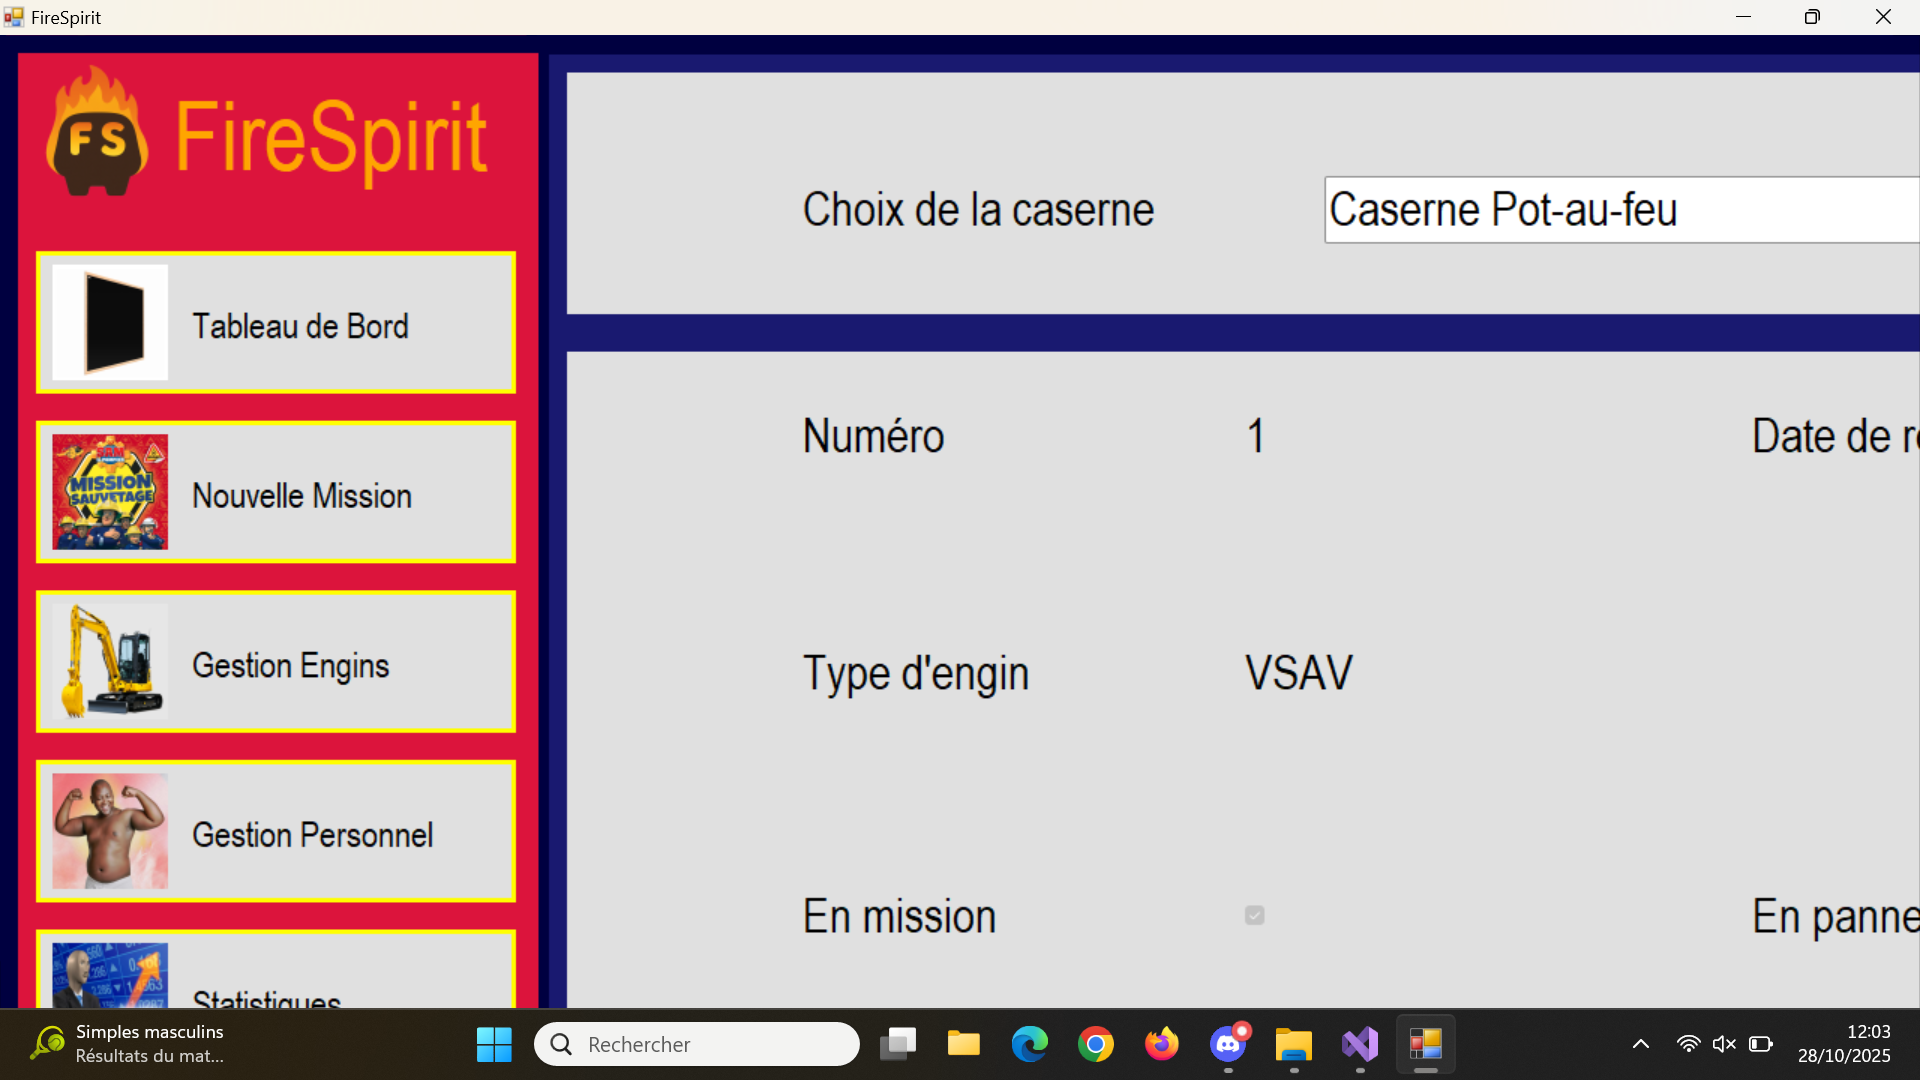 FireSpirit
FS
FireSpirit
Choix de la caserne
Caserne Pot-au-feu
Tableau de Bord
Numéro
1
Date de re
SAM
MISSION
SAUVETAGE
Nouvelle Mission
Type d'engin
VSAV
Gestion Engins
Gestion Personnel
En mission
En panne
Statistiques
Simples masculins
Résultats du mat...
Rechercher
12:03
28/10/2025